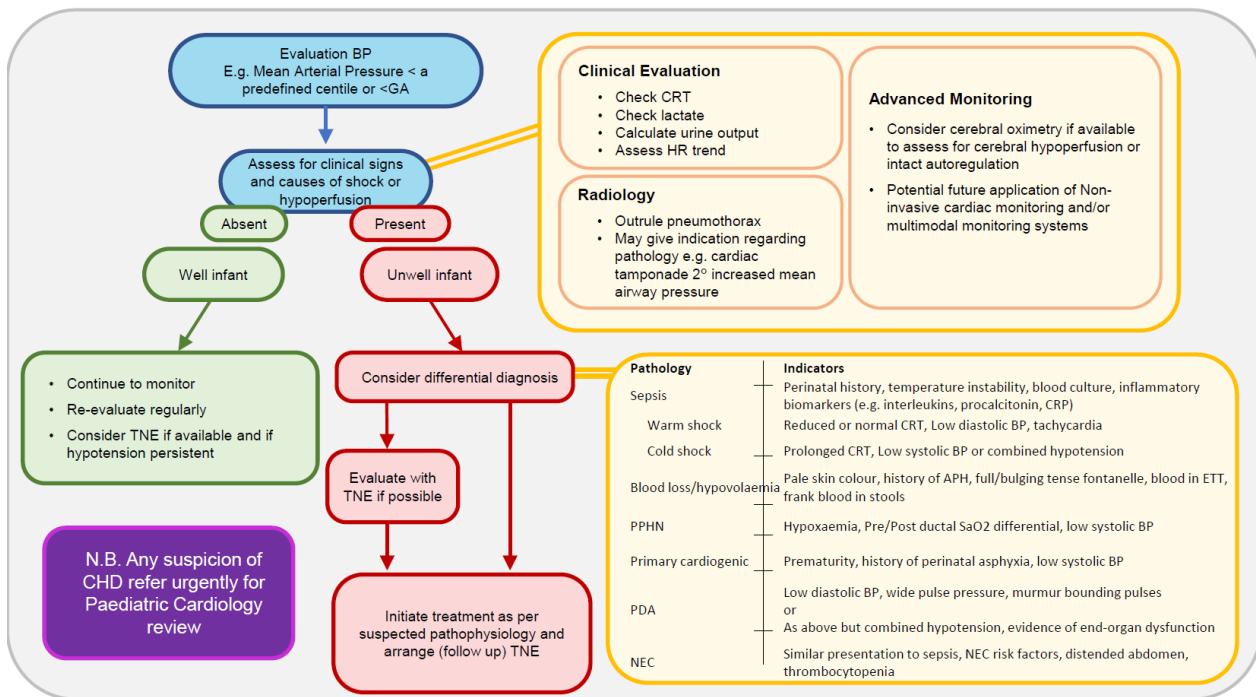 Evaluation BP
E.g. Mean Arterial Pressure < a
predefined centile or <GA
Assess for clinical signs
and causes of shock or
hypoperfusion
Absent
Present
Well infant
Unwell infant
• Continue to monitor
• Re-evaluate regularly
• Consider TNE if available and if
hypotension persistent
Consider differential diagnosis
Evaluate with
TNE if possible
Initiate treatment as per
suspected pathophysiology and
arrange (follow up) TNE
N.B. Any suspicion of
CHD refer urgently for
Paediatric Cardiology
review
Clinical Evaluation
• Check CRT
• Check lactate
• Calculate urine output
• Assess HR trend
Radiology
• Outrule pneumothorax
• May give indication regarding
pathology e.g. cardiac
tamponade 2º increased mean
airway pressure
Advanced Monitoring
• Consider cerebral oximetry if available
to assess for cerebral hypoperfusion or
intact autoregulation
• Potential future application of Non-
invasive cardiac monitoring and/or
multimodal monitoring systems
Pathology Indicators
Sepsis Perinatal history, temperature instability, blood culture, inflammatory
biomarkers (e.g. interleukins, procalcitonin, CRP)
Warm shock Reduced or normal CRT, Low diastolic BP, tachycardia
Cold shock Prolonged CRT, Low systolic BP or combined hypotension
Blood loss/hypovolaemia Pale skin colour, history of APH, full/bulging tense fontanelle, blood in ETT,
frank blood in stools
PPHN Hypoxaemia, Pre/Post ductal SaO2 differential, low systolic BP
Primary cardiogenic Prematurity, history of perinatal asphyxia, low systolic BP
PDA Low diastolic BP, wide pulse pressure, murmur bounding pulses
or
As above but combined hypotension, evidence of end-organ dysfunction
NEC Similar presentation to sepsis, NEC risk factors, distended abdomen,
thrombocytopenia